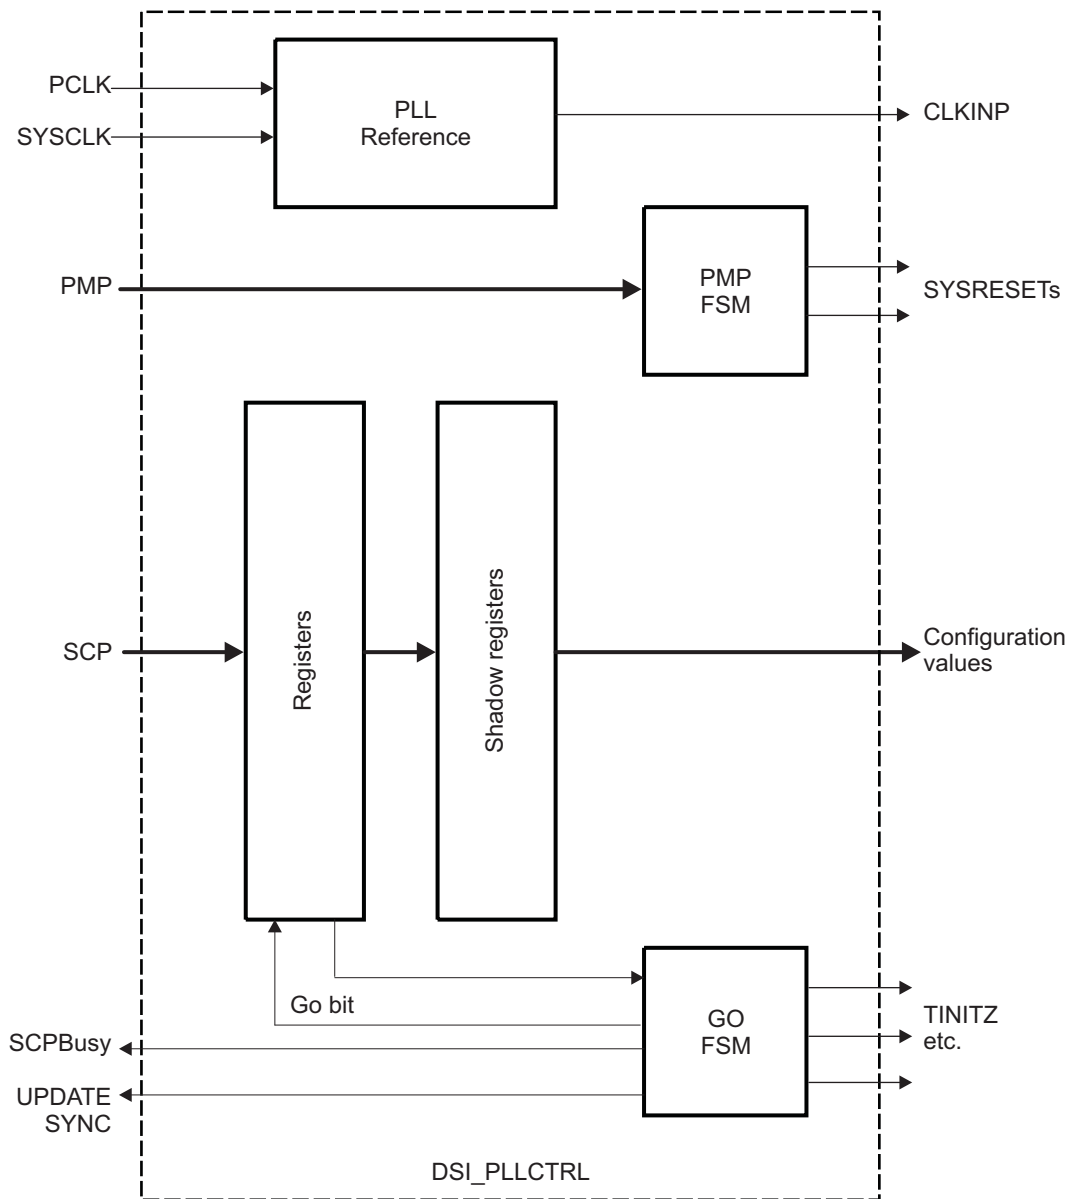 PCLK
SYSCLK
PLL
Reference
CLKINP
PMP
PMP
FSM
SYSRESETs
SCP
Registers
Shadow registers
Configuration
values
Go bit
GO
FSM
TINITZ
etc.
SCPBusy
UPDATE
SYNC
DSI_PLLCTRL